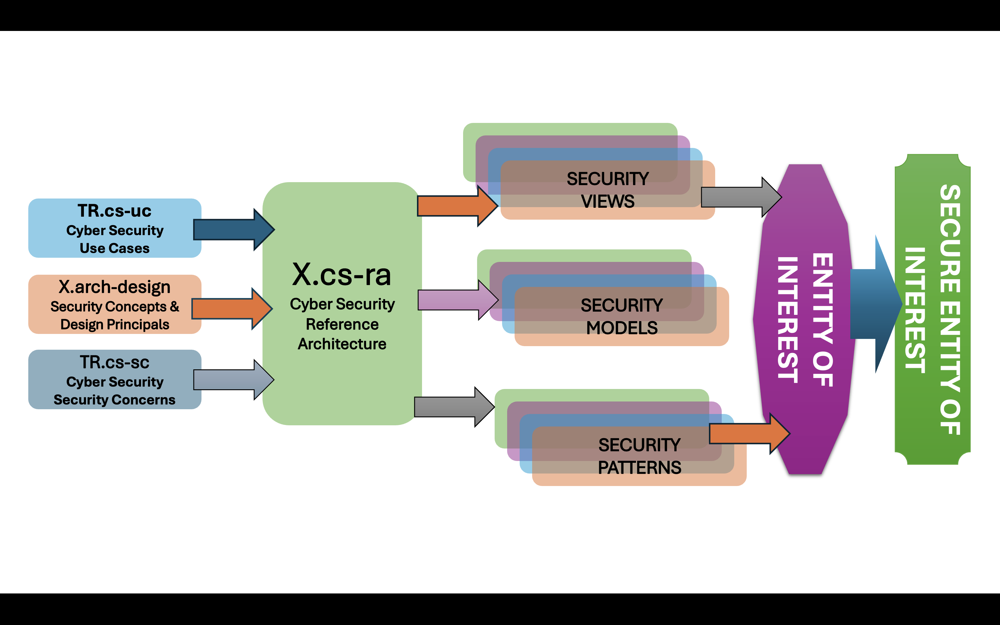 TR.cs-uc
Cyber Security
Use Cases
X.arch-design
Security Concepts &
Design Principals
TR.cs-sc
Cyber Security
Security Concerns
X.cs-ra
Cyber Security
Reference
Architecture
SECURITY
VIEWS
SECURITY
MODELS
SECURITY
PATTERNS
ENTITY OF
INTEREST
SECURE ENTITY OF
INTEREST